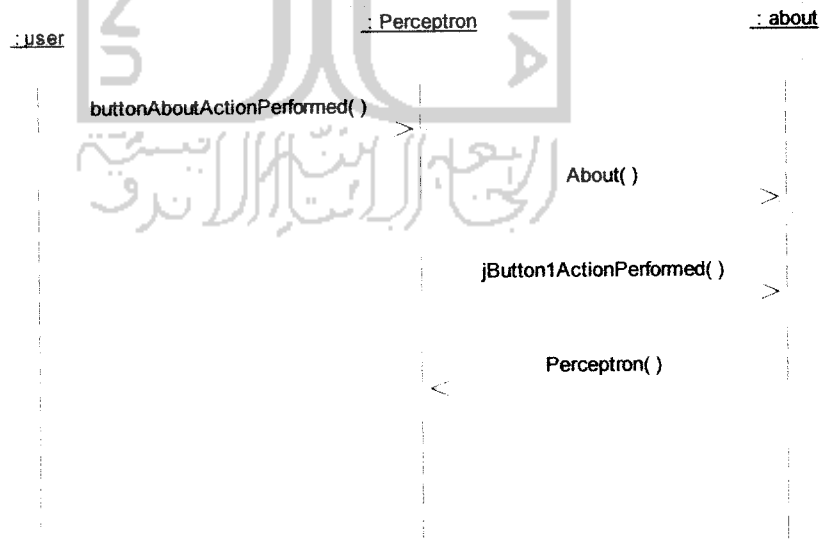 : user
: Perceptron
: about
buttonAboutActionPerformed( )
About( )
jButton1ActionPerformed( )
Perceptron( )